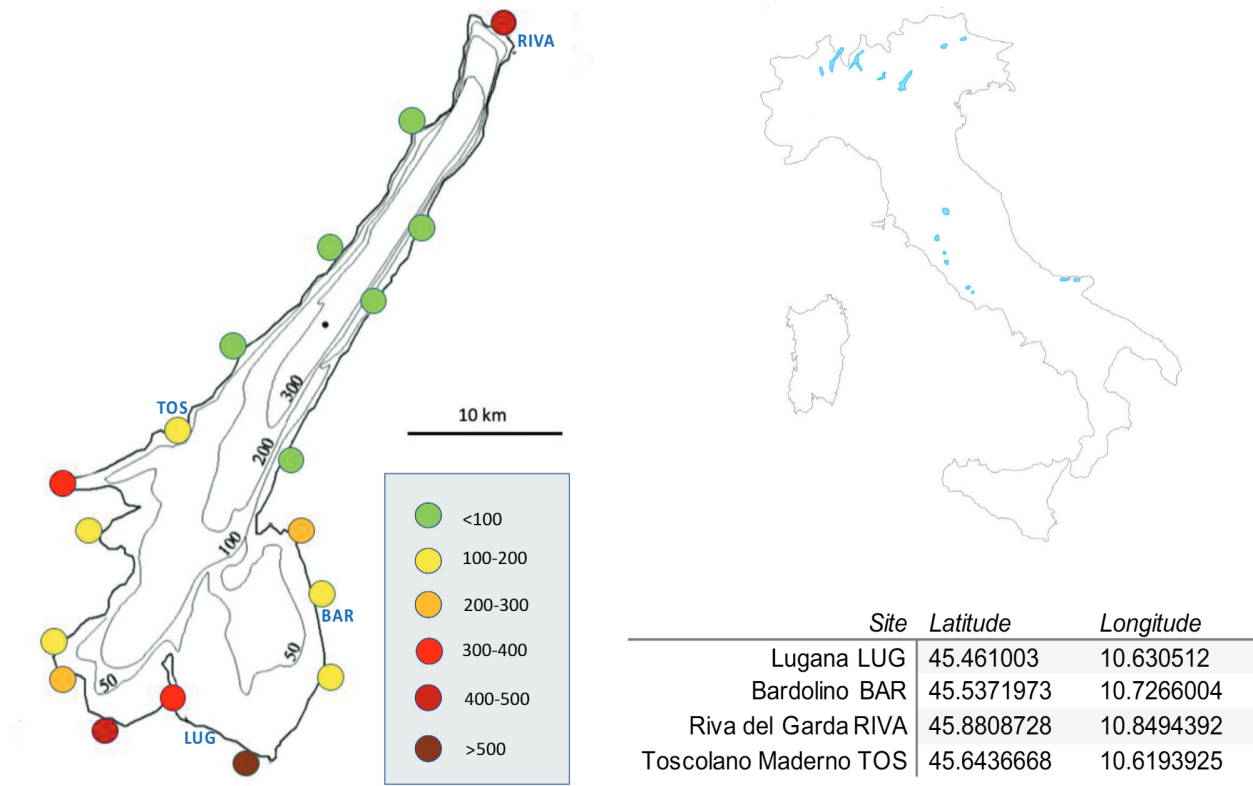 RIVA
TOS
300
10 km
200
100
50
50
BAR
LUG
<100
100-200
200-300
300-400
400-500
>500
Site Latitude Longitude
Lugana LUG 45.461003 10.630512
Bardolino BAR 45.5371973 10.7266004
Riva del Garda RIVA 45.8808728 10.8494392
Toscolano Maderno TOS 45.6436668 10.6193925